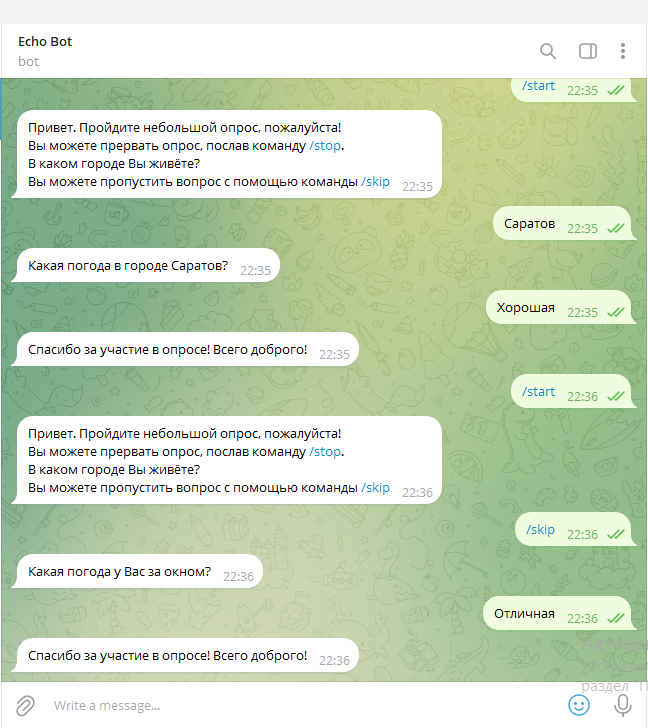 Echo Bot
bot
/start 22:35
Привет. Пройдите небольшой опрос, пожалуйста!
Вы можете прервать опрос, послав команду /stop.
В каком городе Вы живёте?
Вы можете пропустить вопрос с помощью команды /skip 22:35
Саратов 22:35
Какая погода в городе Саратов? 22:35
Хорошая 22:35
Спасибо за участие в опросе! Всего доброго! 22:35
/start 22:36
Привет. Пройдите небольшой опрос, пожалуйста!
Вы можете прервать опрос, послав команду /stop.
В каком городе Вы живёте?
Вы можете пропустить вопрос с помощью команды /skip 22:36
/skip 22:36
Какая погода у Вас за окном? 22:36
Отличная 22:36
Спасибо за участие в опросе! Всего доброго! 22:36
раздел "П
Write a message...